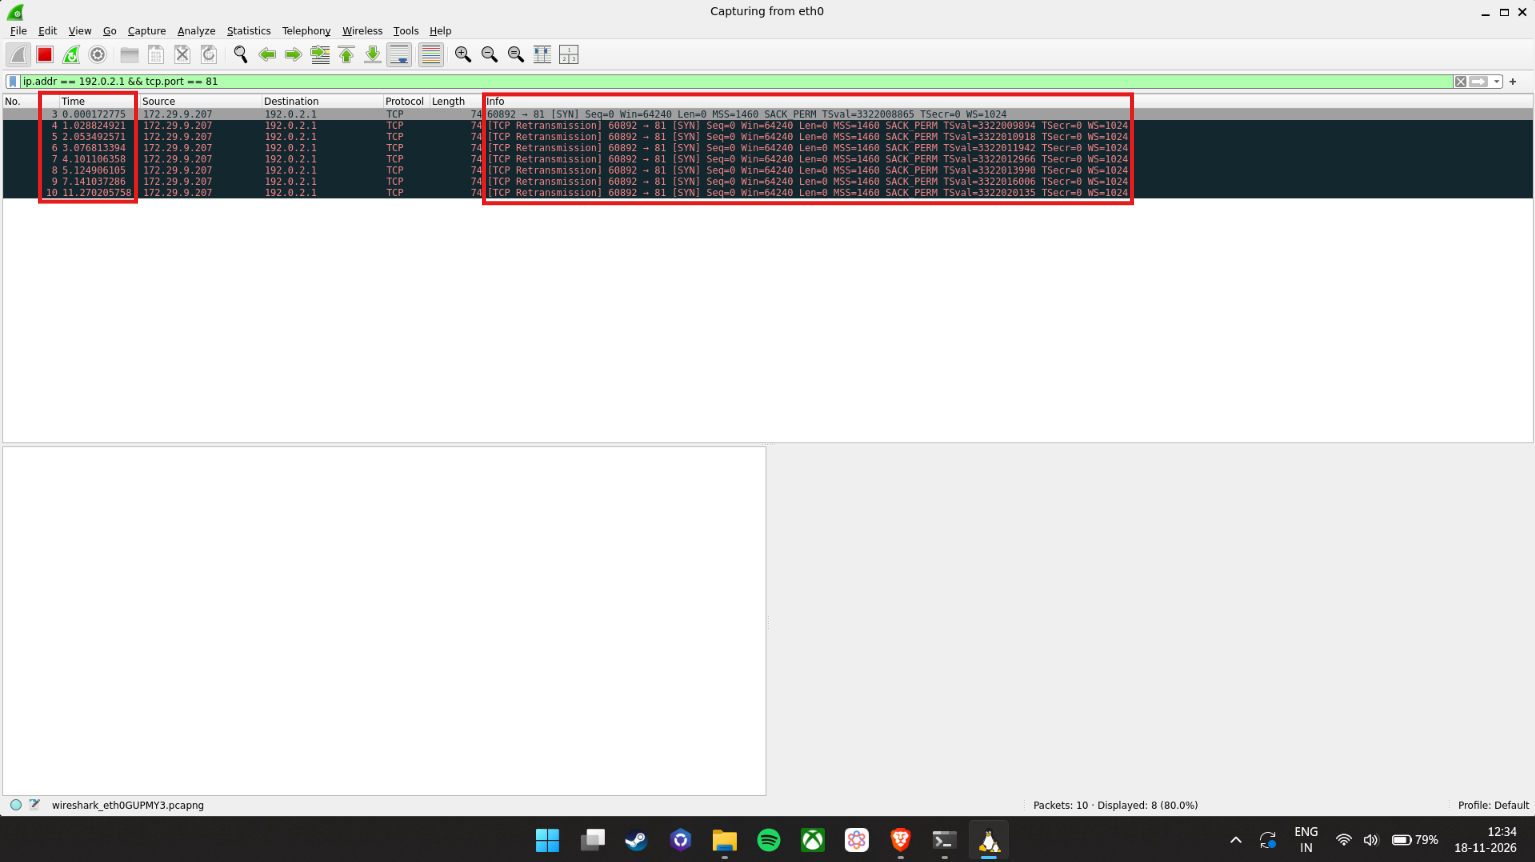 Capturing from eth0
File Edit View Go Capture Analyze Statistics Telephony Wireless Tools Help
ip.addr == 192.0.2.1 && tcp.port == 81
No. Time Source Destination Protocol Length Info
3 0.000172775 172.29.9.207 192.0.2.1 TCP 74 60892 → 81 [SYN] Seq=0 Win=64240 Len=0 MSS=1460 SACK_PERM TSval=3322008865 TSecr=0 WS=1024
4 1.028824921 172.29.9.207 192.0.2.1 TCP 74 [TCP Retransmission] 60892 → 81 [SYN] Seq=0 Win=64240 Len=0 MSS=1460 SACK_PERM TSval=3322009894 TSecr=0 WS=1024
5 2.053492571 172.29.9.207 192.0.2.1 TCP 74 [TCP Retransmission] 60892 → 81 [SYN] Seq=0 Win=64240 Len=0 MSS=1460 SACK_PERM TSval=3322010918 TSecr=0 WS=1024
6 3.076813394 172.29.9.207 192.0.2.1 TCP 74 [TCP Retransmission] 60892 → 81 [SYN] Seq=0 Win=64240 Len=0 MSS=1460 SACK_PERM TSval=3322011942 TSecr=0 WS=1024
7 4.101106358 172.29.9.207 192.0.2.1 TCP 74 [TCP Retransmission] 60892 → 81 [SYN] Seq=0 Win=64240 Len=0 MSS=1460 SACK_PERM TSval=3322012966 TSecr=0 WS=1024
8 5.124906105 172.29.9.207 192.0.2.1 TCP 74 [TCP Retransmission] 60892 → 81 [SYN] Seq=0 Win=64240 Len=0 MSS=1460 SACK_PERM TSval=3322013990 TSecr=0 WS=1024
9 7.141037286 172.29.9.207 192.0.2.1 TCP 74 [TCP Retransmission] 60892 → 81 [SYN] Seq=0 Win=64240 Len=0 MSS=1460 SACK_PERM TSval=3322016006 TSecr=0 WS=1024
10 11.270205758 172.29.9.207 192.0.2.1 TCP 74 [TCP Retransmission] 60892 → 81 [SYN] Seq=0 Win=64240 Len=0 MSS=1460 SACK_PERM TSval=3322020135 TSecr=0 WS=1024
wireshark_eth0GUPMY3.pcapng Packets: 10 · Displayed: 8 (80.0%) Profile: Default
ENG 12:34
IN 79% 18-11-2026